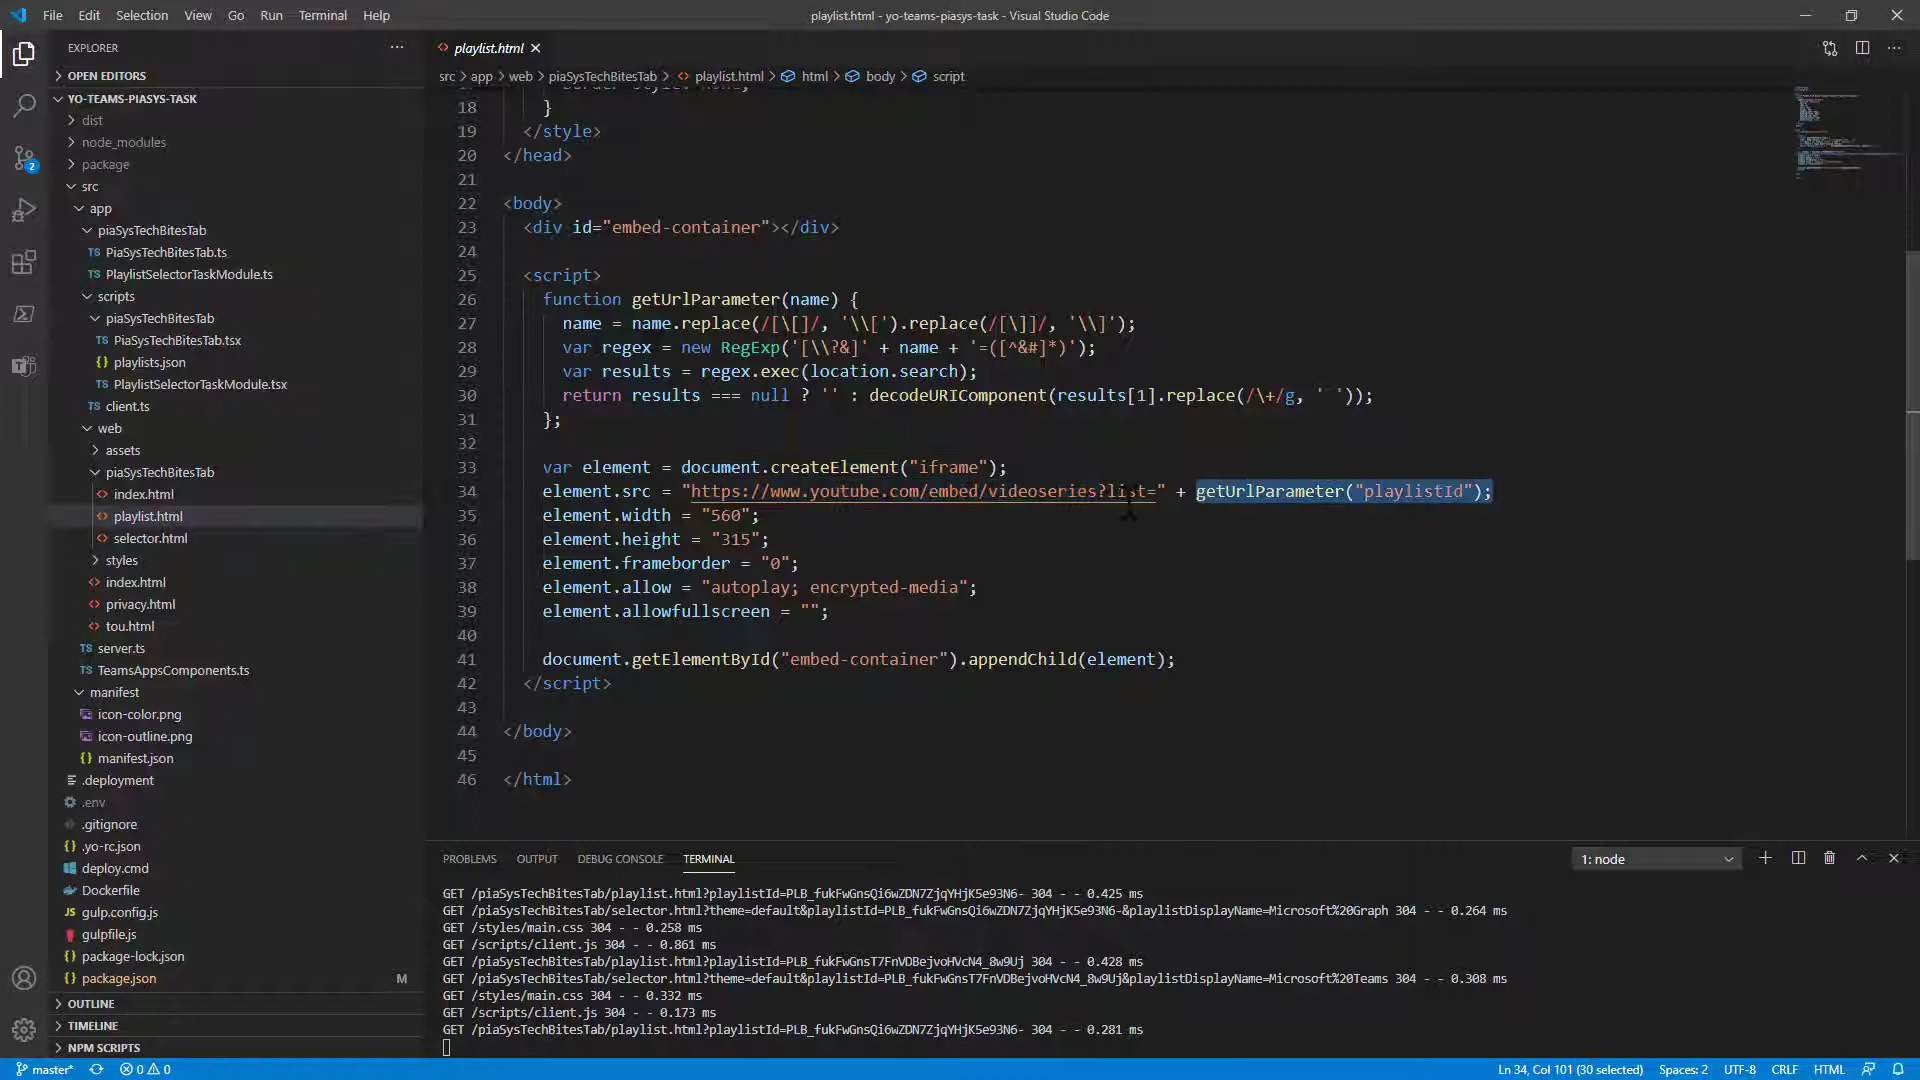 File Edit Selection View Go Run Terminal Help
playlist.html - yo-teams-piasys-task - Visual Studio Code
EXPLORER
OPEN EDITORS
YO-TEAMS-PIASYS-TASK
dist
node_modules
package
src
app
piaSysTechBitesTab
TS PiaSysTechBitesTab.ts
TS PlaylistSelectorTaskModule.ts
scripts
piaSysTechBitesTab
TS PiaSysTechBitesTab.tsx
{} playlists.json
TS PlaylistSelectorTaskModule.tsx
TS client.ts
web
assets
piaSysTechBitesTab
<> index.html
<> playlist.html
<> selector.html
styles
<> index.html
<> privacy.html
<> tou.html
TS server.ts
TS TeamsAppsComponents.ts
manifest
icon-color.png
icon-outline.png
{} manifest.json
.deployment
.env
.gitignore
{} .yo-rc.json
deploy.cmd
Dockerfile
JS gulp.config.js
gulpfile.js
{} package-lock.json
{} package.json M
OUTLINE
TIMELINE
NPM SCRIPTS
2
<> playlist.html
src > app > web > piaSysTechBitesTab > <> playlist.html > html > body > script
18 }
19 </style>
20 </head>
21
22 <body>
23 <div id="embed-container"></div>
24
25 <script>
26 function getUrlParameter(name) {
27 name = name.replace(/[\[]/, '\\[').replace(/[\]]/, '\\]');
28 var regex = new RegExp('[\\?&]' + name + '=([^&#]*)');
29 var results = regex.exec(location.search);
30 return results === null ? '' : decodeURIComponent(results[1].replace(/\+/g, ' '));
31 };
32
33 var element = document.createElement("iframe");
34 element.src = "https://www.youtube.com/embed/videoseries?list=" + getUrlParameter("playlistId");
35 element.width = "560";
36 element.height = "315";
37 element.frameborder = "0";
38 element.allow = "autoplay; encrypted-media";
39 element.allowfullscreen = "";
40
41 document.getElementById("embed-container").appendChild(element);
42 </script>
43
44 </body>
45
46 </html>
PROBLEMS OUTPUT DEBUG CONSOLE TERMINAL
1: node
GET /piaSysTechBitesTab/playlist.html?playlistId=PLB_fukFwGnsQi6wZDN7ZjqYHjK5e93N6- 304 - - 0.425 ms
GET /piaSysTechBitesTab/selector.html?theme=default&playlistId=PLB_fukFwGnsQi6wZDN7ZjqYHjK5e93N6-&playlistDisplayName=Microsoft%20Graph 304 - - 0.264 ms
GET /styles/main.css 304 - - 0.258 ms
GET /scripts/client.js 304 - - 0.861 ms
GET /piaSysTechBitesTab/playlist.html?playlistId=PLB_fukFwGnsT7FnVDBejvoHVcN4_8w9Uj 304 - - 0.428 ms
GET /piaSysTechBitesTab/selector.html?theme=default&playlistId=PLB_fukFwGnsT7FnVDBejvoHVcN4_8w9Uj&playlistDisplayName=Microsoft%20Teams 304 - - 0.308 ms
GET /styles/main.css 304 - - 0.332 ms
GET /scripts/client.js 304 - - 0.173 ms
GET /piaSysTechBitesTab/playlist.html?playlistId=PLB_fukFwGnsQi6wZDN7ZjqYHjK5e93N6- 304 - - 0.281 ms
master* 0 0
Ln 34, Col 101 (30 selected) Spaces: 2 UTF-8 CRLF HTML